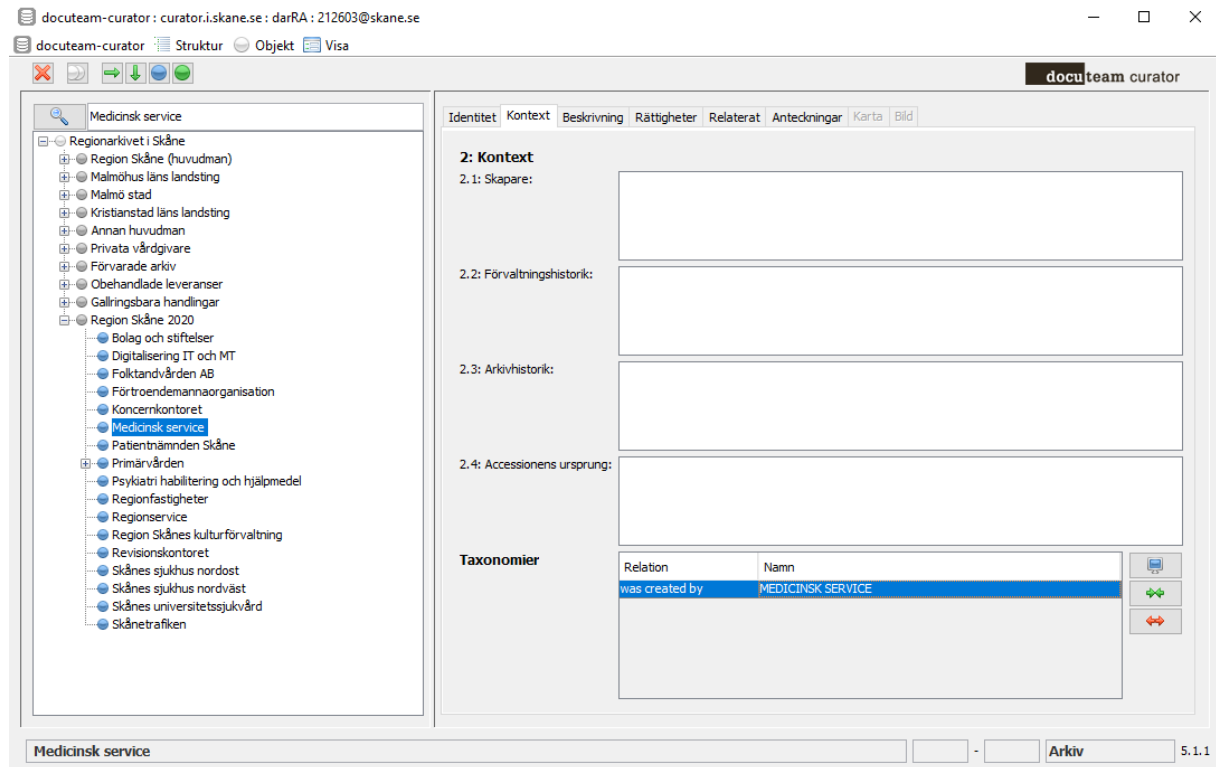 docuteam-curator : curator.i.skane.se : darRA : 212603@skane.se
docuteam-curator Struktur Objekt Visa
docuteam curator
Medicinsk service
Regionarkivet i Skåne
Region Skåne (huvudman)
Malmöhus läns landsting
Malmö stad
Kristianstad läns landsting
Annan huvudman
Privata vårdgivare
Förvarade arkiv
Obehandlade leveranser
Gallringsbara handlingar
Region Skåne 2020
Bolag och stiftelser
Digitalisering IT och MT
Folktandvården AB
Förtroendemannaorganisation
Koncernkontoret
Medicinsk service
Patientnämnden Skåne
Primärvården
Psykiatri habilitering och hjälpmedel
Regionfastigheter
Regionservice
Region Skånes kulturförvaltning
Revisionskontoret
Skånes sjukhus nordost
Skånes sjukhus nordväst
Skånes universitetssjukvård
Skånetrafiken
Identitet Kontext Beskrivning Rättigheter Relaterat Anteckningar Karta Bild
2: Kontext
2.1: Skapare:
2.2: Förvaltningshistorik:
2.3: Arkivhistorik:
2.4: Accessionens ursprung:
Taxonomier
Relation Namn
was created by MEDICINSK SERVICE
Medicinsk service - Arkiv 5.1.1